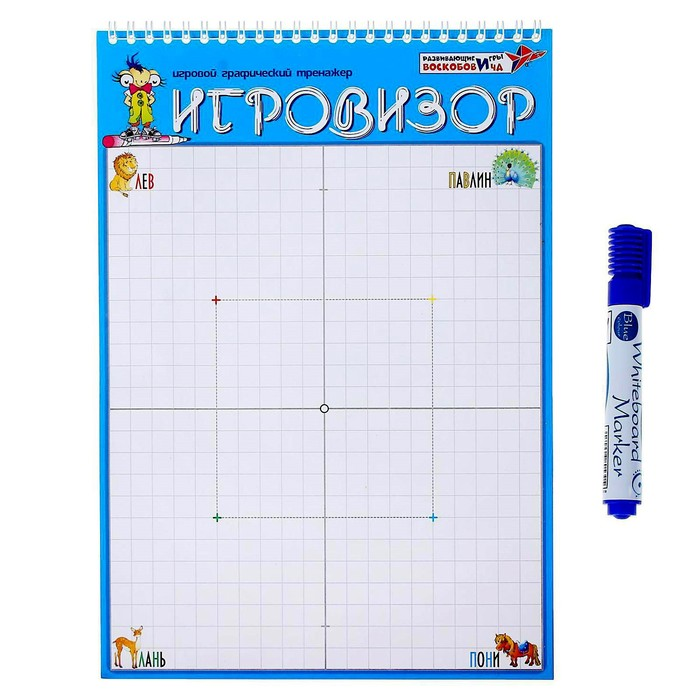 игровой графический тренажер
РАЗВИВАЮЩИЕ ИГРЫ
ВОСКОБОВИЧА
ИГРОВИЗОР
ЛЕВ
ПАВЛИН
ЛАНЬ
ПОНИ
Blue
Whiteboard
Marker